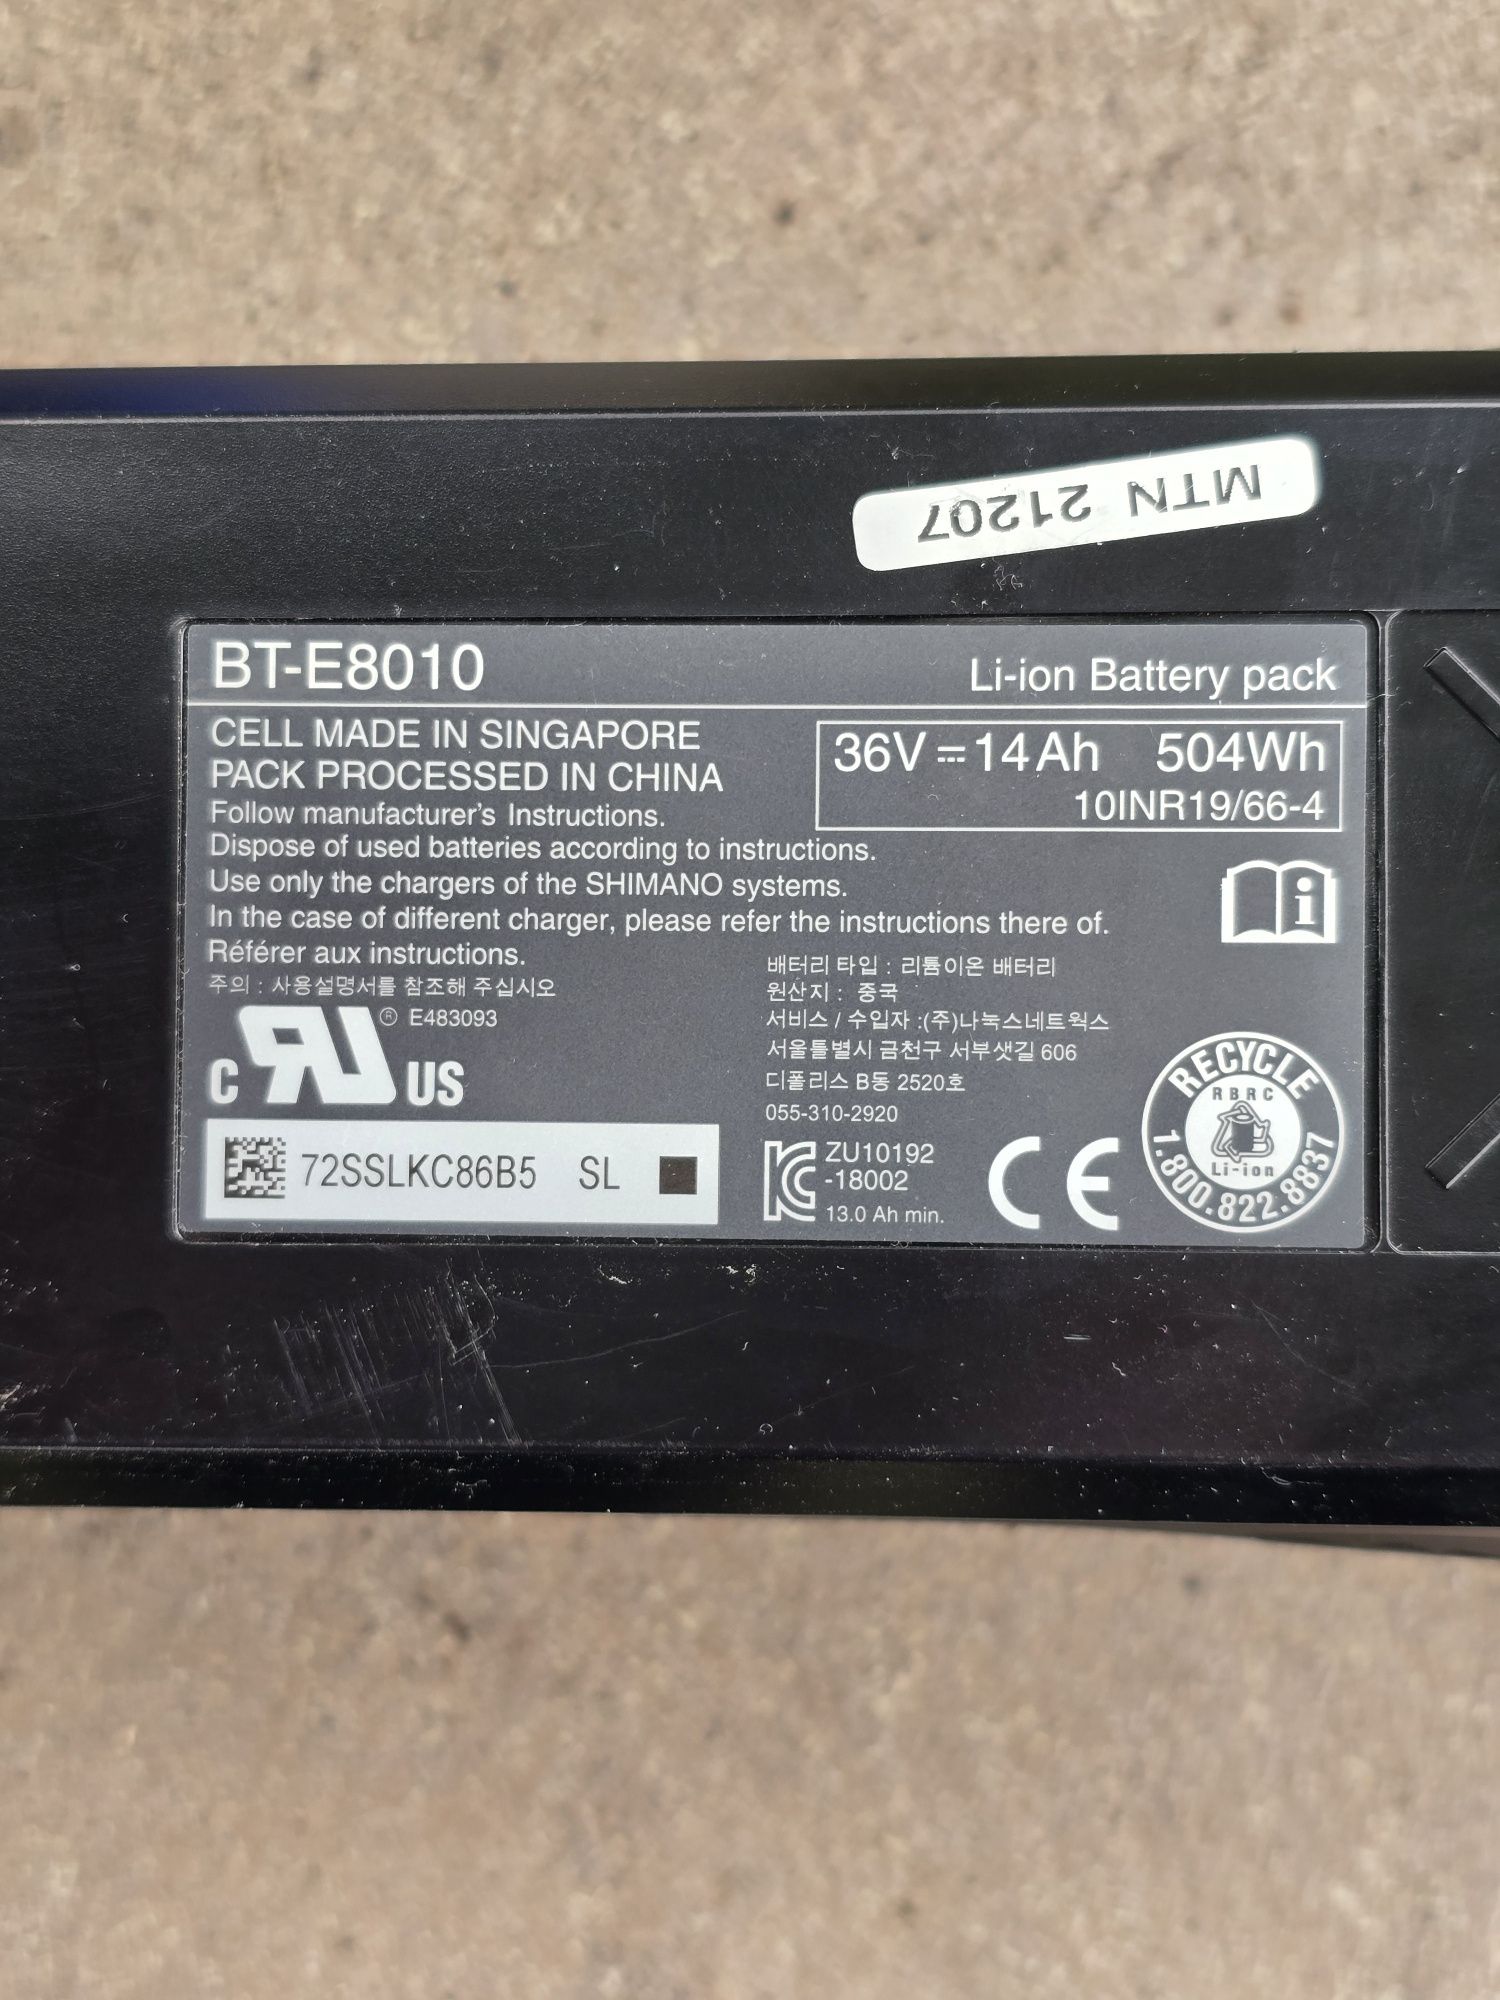 MTN 21207
BT-E8010
Li-ion Battery pack
CELL MADE IN SINGAPORE
PACK PROCESSED IN CHINA
36V⎓14Ah 504Wh
10INR19/66-4
Follow manufacturer's Instructions.
Dispose of used batteries according to instructions.
Use only the chargers of the SHIMANO systems.
In the case of different charger, please refer the instructions there of.
Référer aux instructions.
주의 : 사용설명서를 참조해 주십시오
® E483093
C RU US
72SSLKC86B5 SL
배터리 타입 : 리튬이온 배터리
원산지 : 중국
서비스 / 수입자 :(주)나눅스네트웍스
서울틀별시 금천구 서부샛길 606
디폴리스 B동 2520호
055-310-2920
ZU10192
-18002
13.0 Ah min.
CE
RECYCLE
RBRC
Li-ion
1.800.822.8837